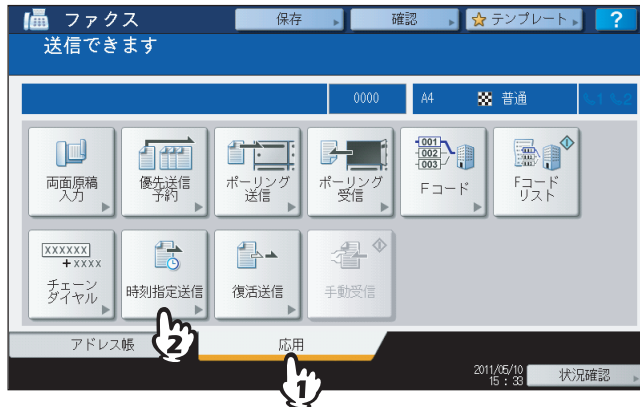 ファクス
保存
確認
テンプレート
?
送信できます
0000
A4
普通
1
2
両面原稿
入力
優先送信
予約
ポーリング
送信
ポーリング
受信
001
002
003
Fコード
Fコード
リスト
XXXXXX
+xxxx
チェーン
ダイヤル
時刻指定送信
復活送信
手動受信
2
アドレス帳
応用
1
2011/05/10
15 : 33
状況確認